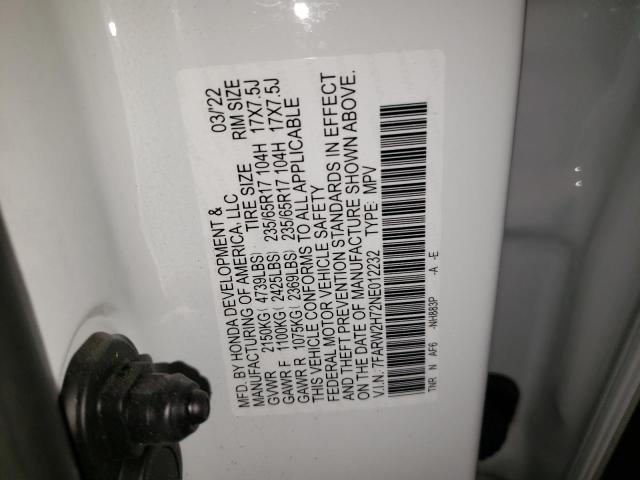 MFD. BY HONDA DEVELOPMENT & 03/'22
MANUFACTURING OF AMERICA, LLC
TIRE SIZE RIM SIZE
GVWR 2150KG( 4739LBS)
GAWR F 1100KG( 2425LBS) 235/65R17 104H 17X7.5J
GAWR R 1075KG( 2369LBS) 235/65R17 104H 17X7.5J
THIS VEHICLE CONFORMS TO ALL APPLICABLE
FEDERAL MOTOR VEHICLE SAFETY
AND THEFT PREVENTION STANDARDS IN EFFECT
ON THE DATE OF MANUFACTURE SHOWN ABOVE.
V.I.N.: 7FARW2H72NE012232 TYPE: MPV
TNR N AF6 -NH883P -A -E